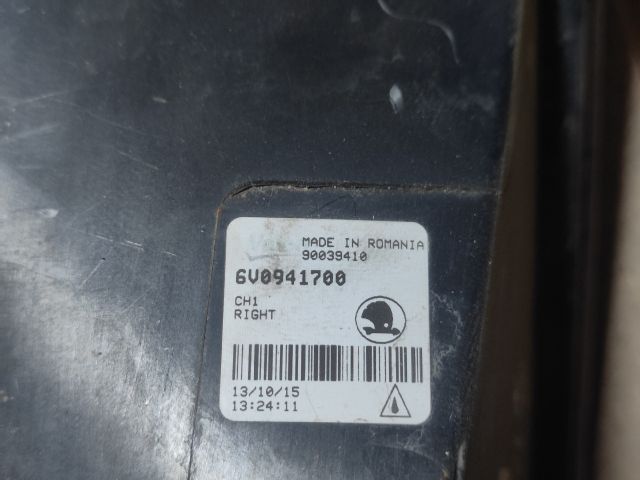 MADE IN ROMANIA
90039410
6V0941700
CH1
RIGHT
13/10/15
13:24:11